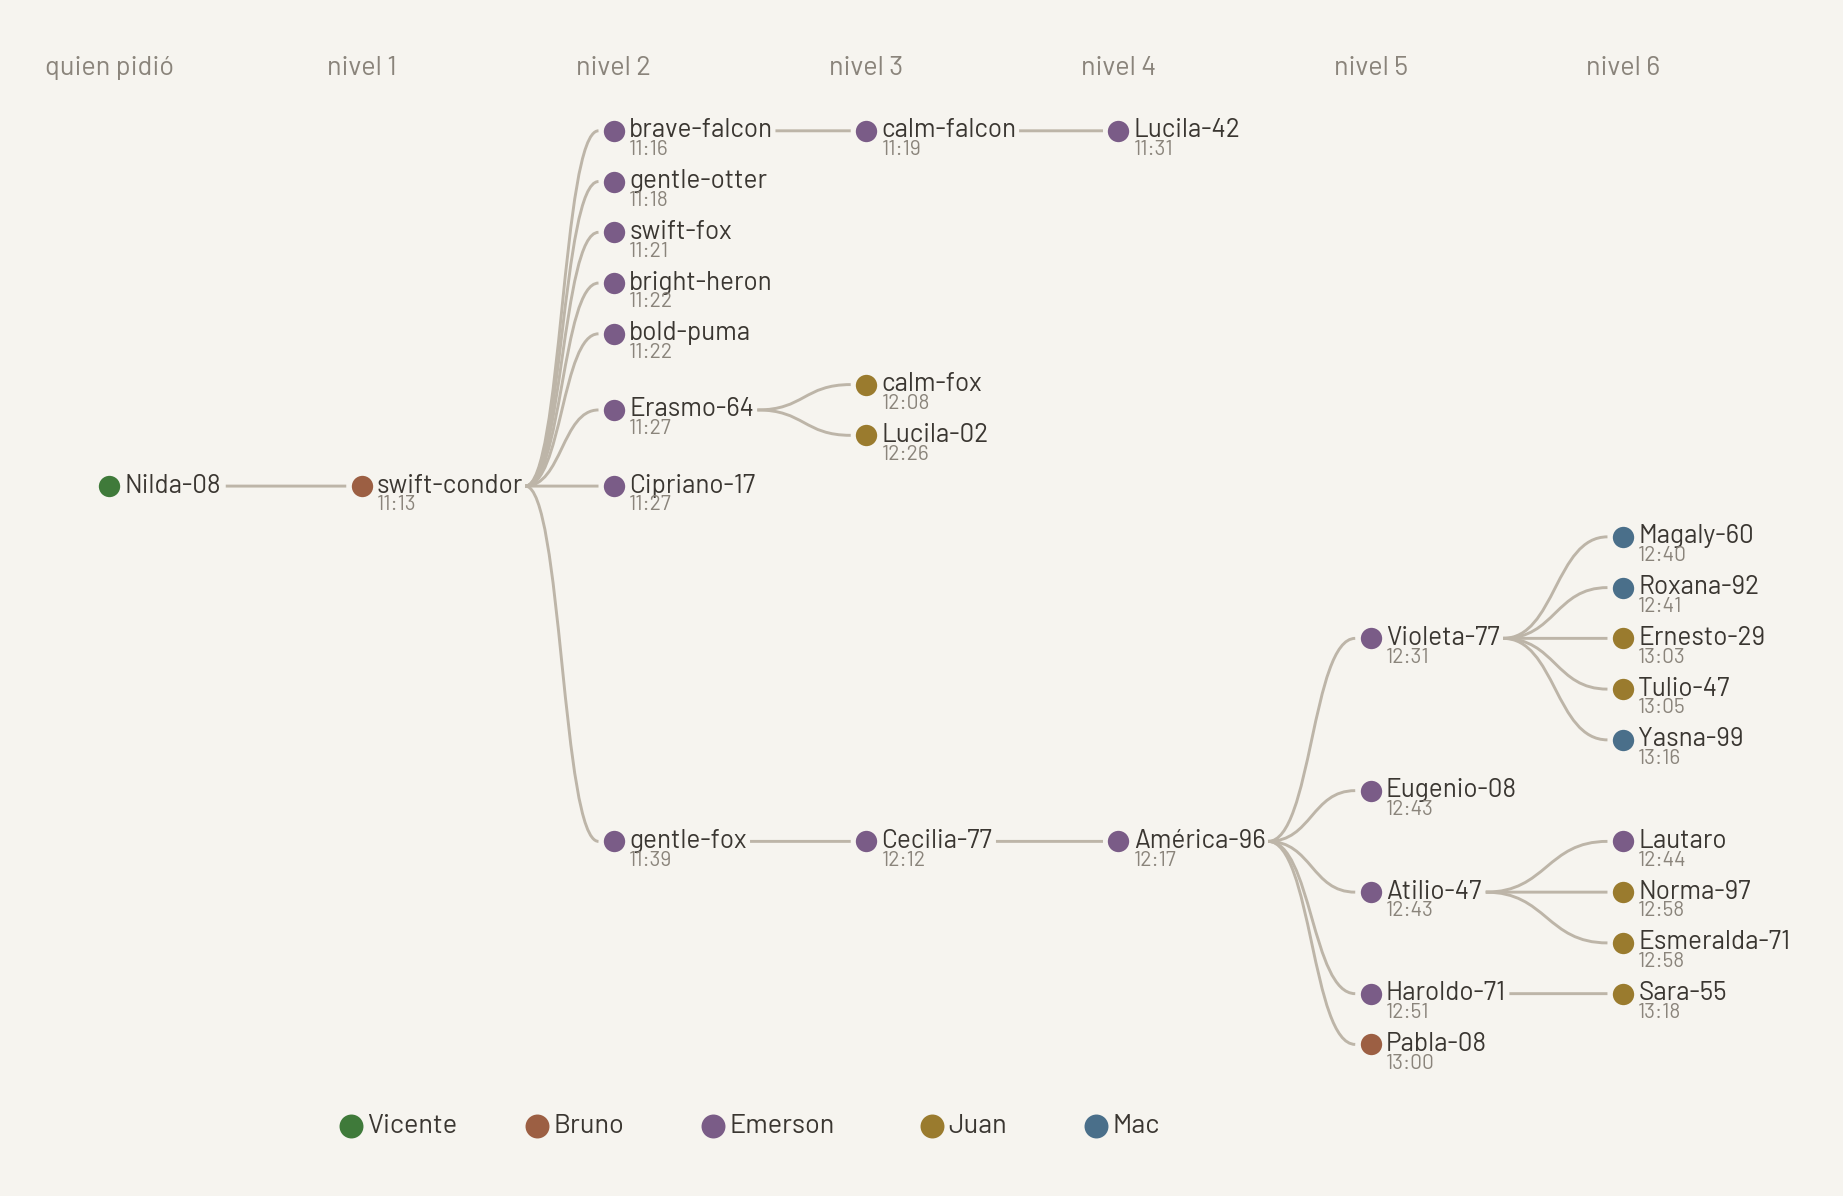 quien pidió
nivel 1
nivel 2
nivel 3
nivel 4
nivel 5
nivel 6
brave-falcon
11:16
calm-falcon
11:19
Lucila-42
11:31
gentle-otter
11:18
swift-fox
11:21
bright-heron
11:22
bold-puma
11:22
calm-fox
12:08
Erasmo-64
11:27
Lucila-02
12:26
Nilda-08
swift-condor
11:13
Cipriano-17
11:27
Magaly-60
12:40
Roxana-92
12:41
Violeta-77
12:31
Ernesto-29
13:03
Tulio-47
13:05
Yasna-99
13:16
Eugenio-08
12:43
gentle-fox
11:39
Cecilia-77
12:12
América-96
12:17
Lautaro
12:44
Atilio-47
12:43
Norma-97
12:58
Esmeralda-71
12:58
Haroldo-71
12:51
Sara-55
13:18
Pabla-08
13:00
Vicente
Bruno
Emerson
Juan
Mac